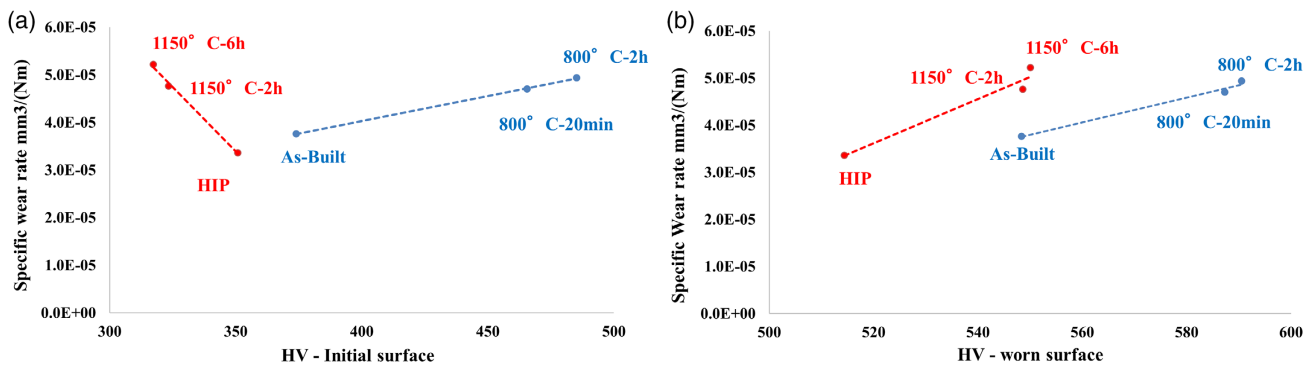 (a)
6.0E-05
5.0E-05
4.0E-05
3.0E-05
2.0E-05
1.0E-05
0.0E+00
Specific wear rate mm3/(Nm)
1150° C-6h
1150° C-2h
HIP
As-Built
800° C-2h
800° C-20min
300
350
400
450
500
HV - Initial surface
(b)
6.0E-05
5.0E-05
4.0E-05
3.0E-05
2.0E-05
1.0E-05
0.0E+00
Specific Wear rate mm3/(Nm)
1150° C-6h
1150° C-2h
HIP
As-Built
800° C-2h
800° C-20min
500
520
540
560
580
600
HV - worn surface